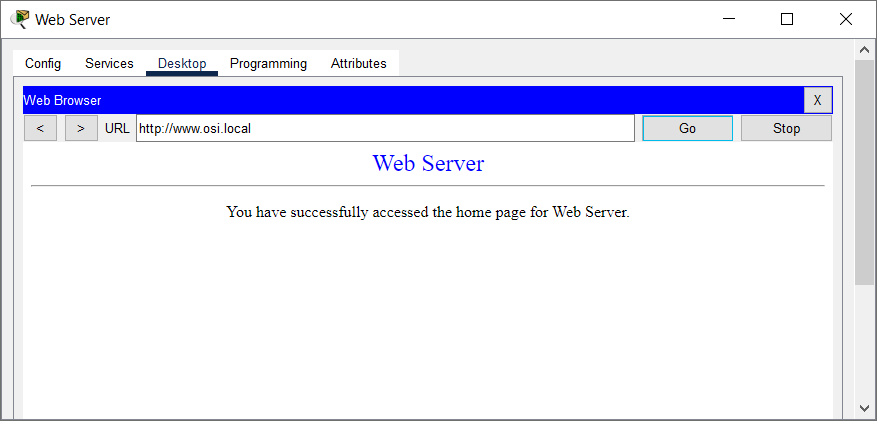 Web Server
Config Services Desktop Programming Attributes
Web Browser X
< > URL http://www.osi.local Go Stop
Web Server
You have successfully accessed the home page for Web Server.